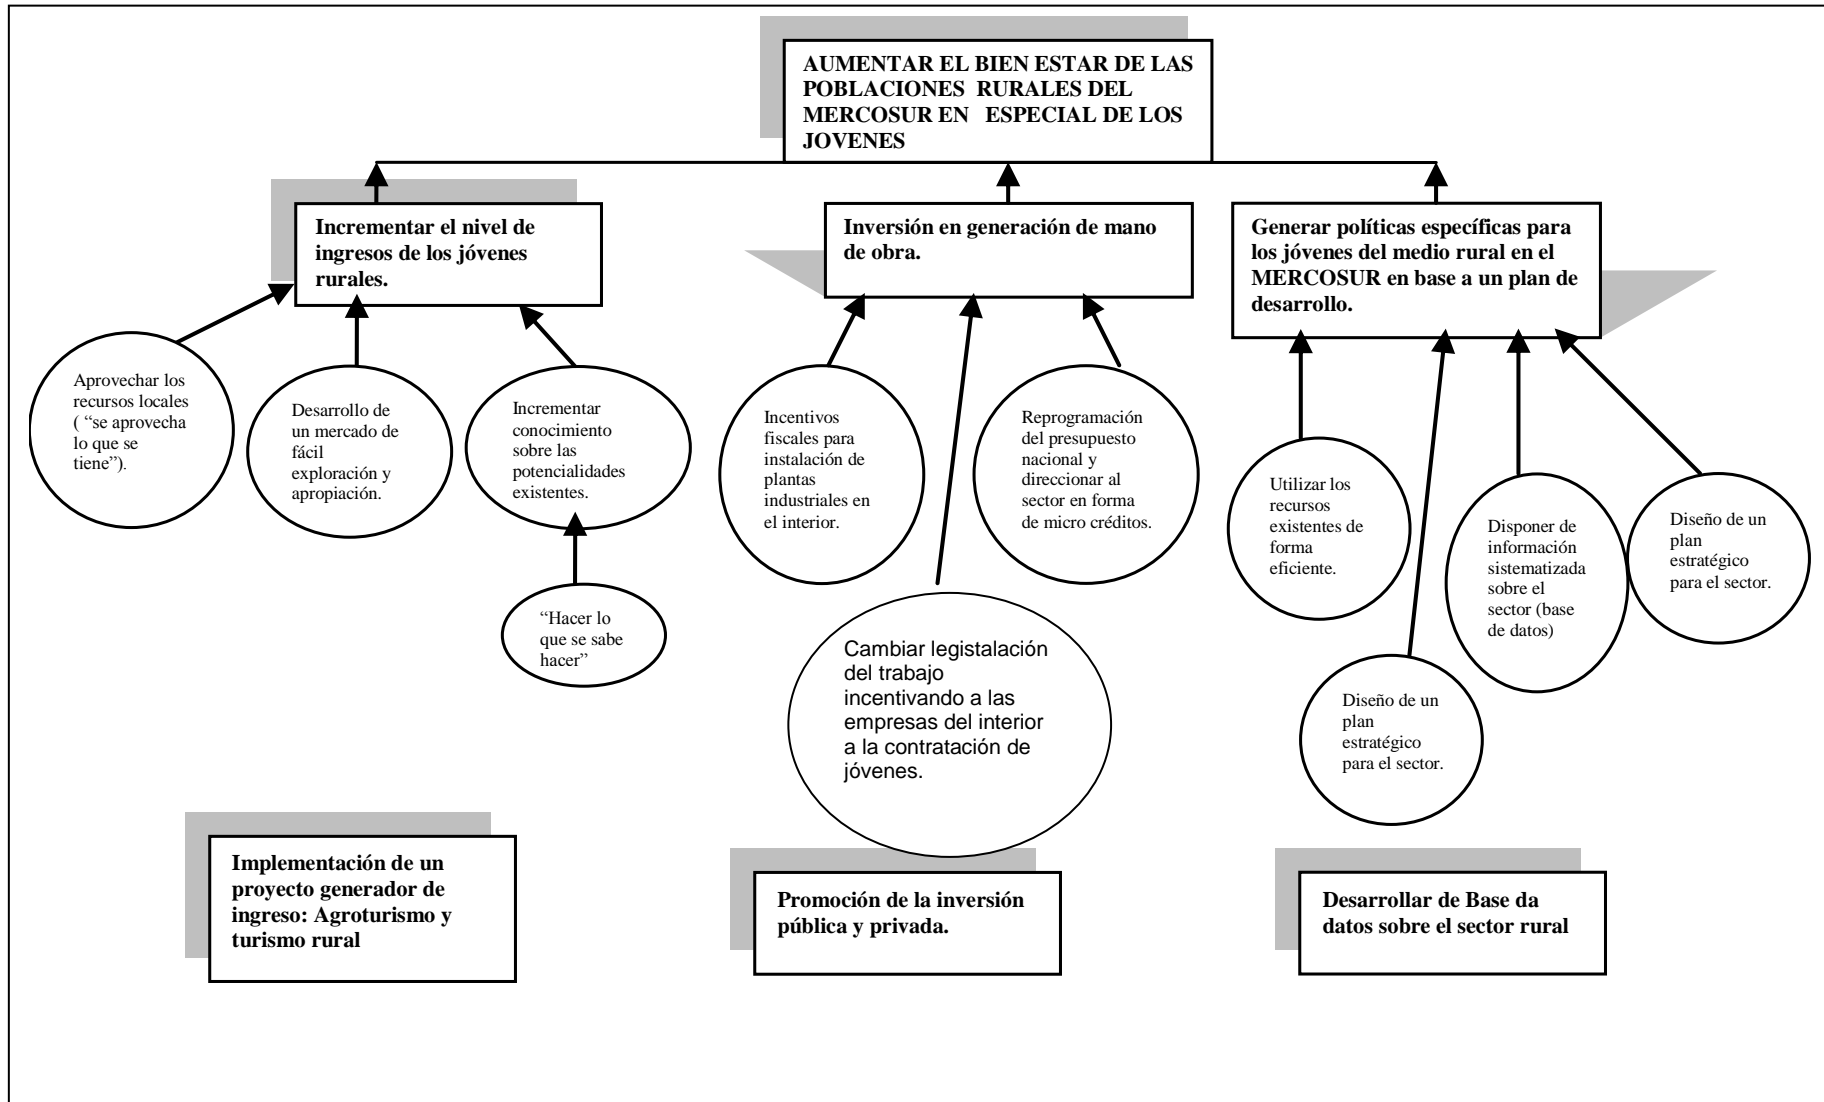 AUMENTAR EL BIEN ESTAR DE LAS
POBLACIONES RURALES DEL
MERCOSUR EN ESPECIAL DE LOS
JOVENES
Incrementar el nivel de
ingresos de los jóvenes
rurales.
Inversión en generación de mano
de obra.
Generar políticas específicas para
los jóvenes del medio rural en el
MERCOSUR en base a un plan de
desarrollo.
Aprovechar los
recursos locales
( “se aprovecha
lo que se
tiene”).
Desarrollo de
un mercado de
fácil
exploración y
apropiación.
Incrementar
conocimiento
sobre las
potencialidades
existentes.
“Hacer lo
que se sabe
hacer”
Incentivos
fiscales para
instalación de
plantas
industriales en
el interior.
Reprogramación
del presupuesto
nacional y
direccionar al
sector en forma
de micro créditos.
Cambiar legistalación
del trabajo
incentivando a las
empresas del interior
a la contratación de
jóvenes.
Utilizar los
recursos
existentes de
forma
eficiente.
Disponer de
información
sistematizada
sobre el
sector (base
de datos)
Diseño de un
plan
estratégico
para el sector.
Diseño de un
plan
estratégico
para el sector.
Implementación de un
proyecto generador de
ingreso: Agroturismo y
turismo rural
Promoción de la inversión
pública y privada.
Desarrollar de Base da
datos sobre el sector rural